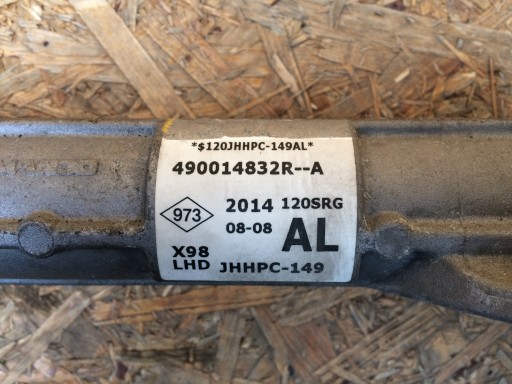 *$120JHHPC-149AL*
490014832R--A
973 2014 120SRG
08-08 AL
X98
LHD JHHPC-149